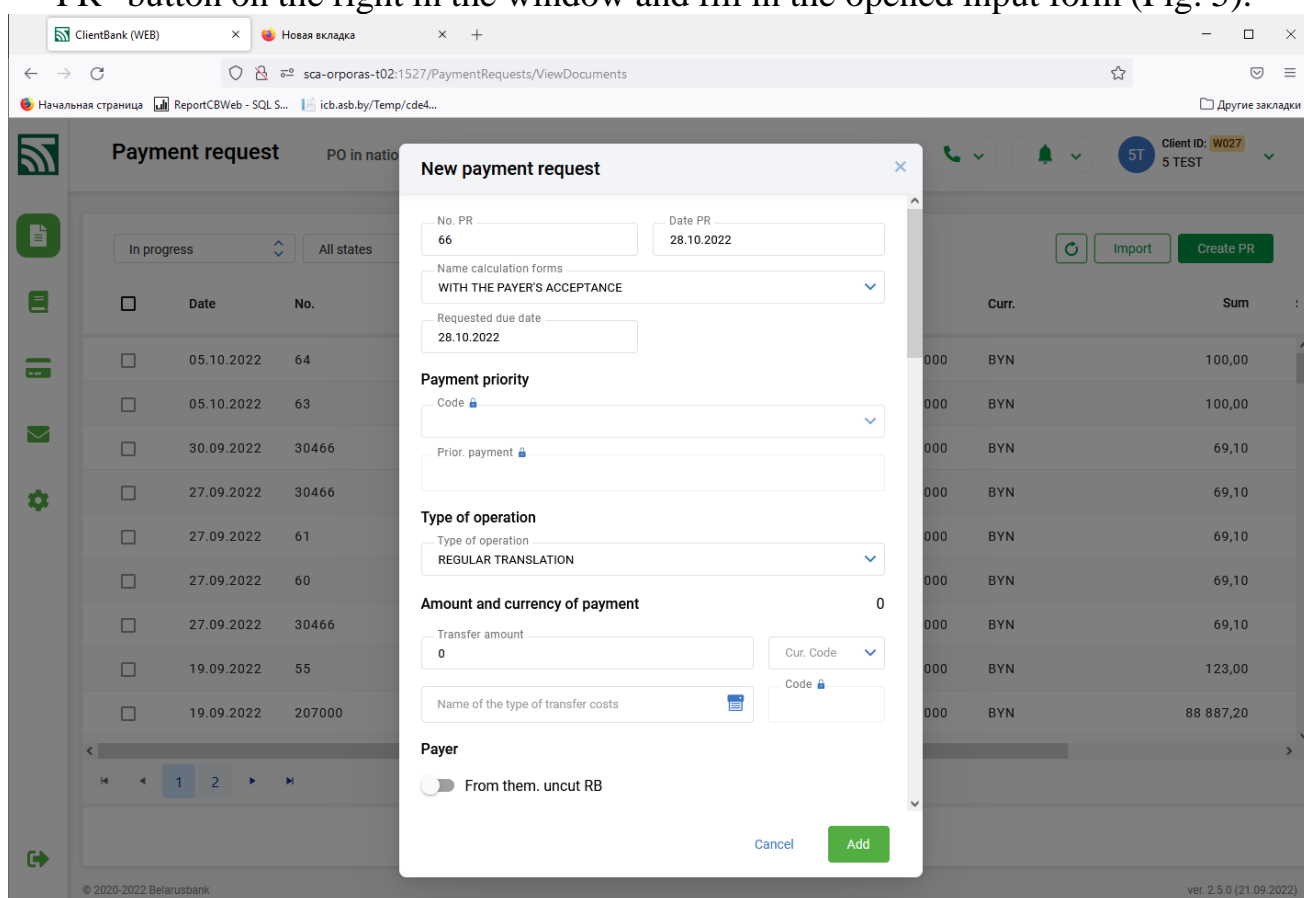 PR" button on the right in the window and fill in the opened input form (Fig. 5).
ClientBank (WEB) × Новая вкладка × +
sca-orporas-t02:1527/PaymentRequests/ViewDocuments
Начальная страница ReportCBWeb - SQL S... icb.asb.by/Temp/cde4... Другие закладки
Payment request PO in natio
5T Client ID: W027
5 TEST
New payment request ×
In progress All states Import Create PR
Date No. Curr. Sum
05.10.2022 64 000 BYN 100,00
05.10.2022 63 000 BYN 100,00
30.09.2022 30466 000 BYN 69,10
27.09.2022 30466 000 BYN 69,10
27.09.2022 61 000 BYN 69,10
27.09.2022 60 000 BYN 69,10
27.09.2022 30466 000 BYN 69,10
19.09.2022 55 000 BYN 123,00
19.09.2022 207000 000 BYN 88 887,20
1 2
No. PR Date PR
66 28.10.2022
Name calculation forms
WITH THE PAYER'S ACCEPTANCE
Requested due date
28.10.2022
Payment priority
Code
Prior. payment
Type of operation
Type of operation
REGULAR TRANSLATION
Amount and currency of payment 0
Transfer amount
0 Cur. Code
Code
Name of the type of transfer costs
Payer
From them. uncut RB
Cancel Add
© 2020-2022 Belarusbank ver. 2.5.0 (21.09.2022)